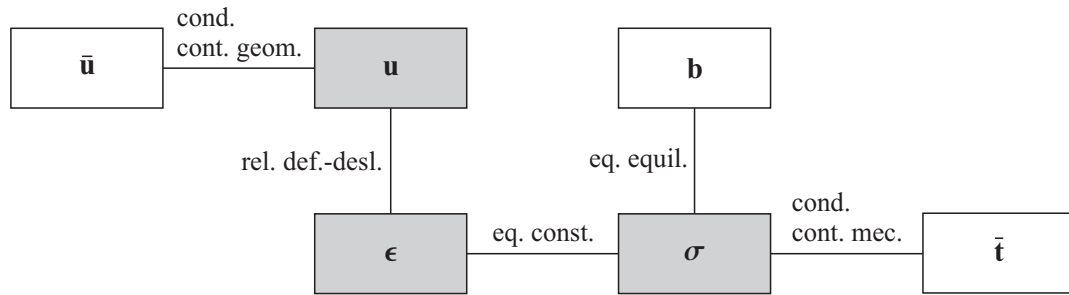 cond.
cont. geom.
ū
u
b
rel. def.-desl.
eq. equil.
cond.
cont. mec.
ϵ
eq. const.
σ
t̄